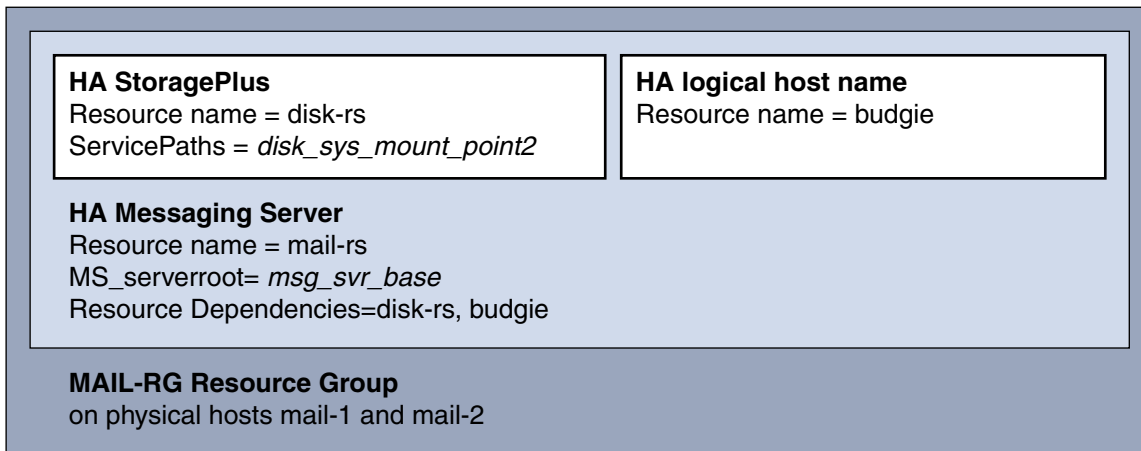 HA StoragePlus
Resource name = disk-rs
ServicePaths = disk_sys_mount_point2
HA logical host name
Resource name = budgie
HA Messaging Server
Resource name = mail-rs
MS_serverroot= msg_svr_base
Resource Dependencies=disk-rs, budgie
MAIL-RG Resource Group
on physical hosts mail-1 and mail-2